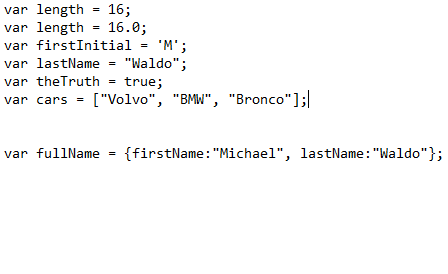 var length = 16;
var length = 16.0;
var firstInitial = 'M';
var lastName = "Waldo";
var theTruth = true;
var cars = ["Volvo", "BMW", "Bronco"];
var fullName = {firstName:"Michael", lastName:"Waldo"};